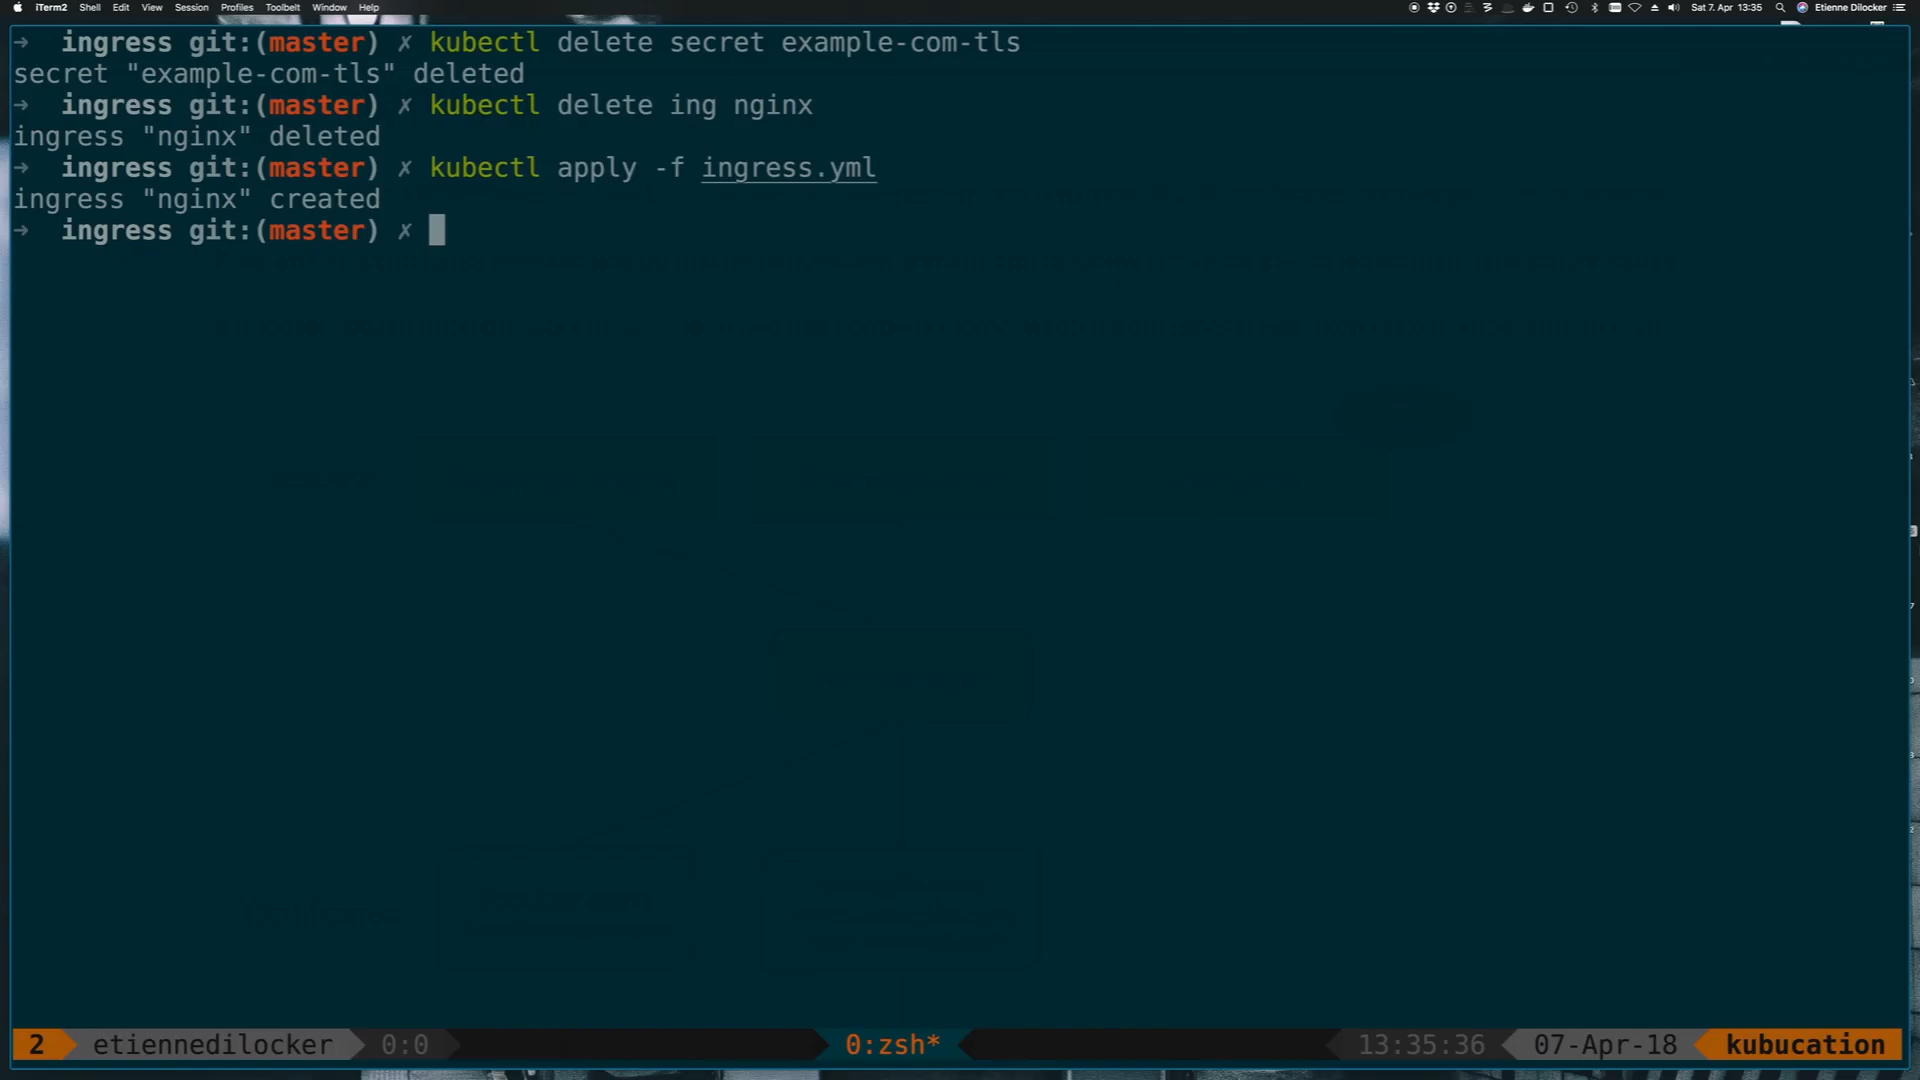 iTerm2 Shell Edit View Session Profiles Toolbelt Window Help Sat 7. Apr 13:35 Etienne Dilocker
→ ingress git:(master) ✗ kubectl delete secret example-com-tls
secret "example-com-tls" deleted
→ ingress git:(master) ✗ kubectl delete ing nginx
ingress "nginx" deleted
→ ingress git:(master) ✗ kubectl apply -f ingress.yml
ingress "nginx" created
→ ingress git:(master) ✗
2 etiennedilocker 0:0 0:zsh* 13:35:36 07-Apr-18 kubucation